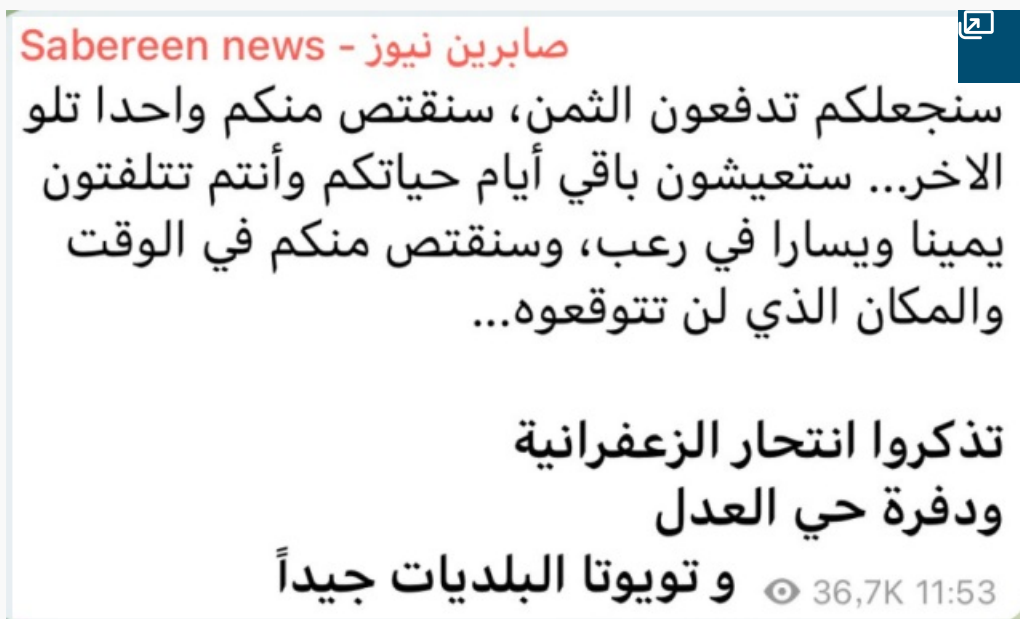 Sabereen news - صابرين نيوز
سنجعلكم تدفعون الثمن، سنقتص منكم واحدا تلو
الاخر... ستعيشون باقي أيام حياتكم وأنتم تتلفتون
يمينا ويسارا في رعب، وسنقتص منكم في الوقت
والمكان الذي لن تتوقعوه...
تذكروا انتحار الزعفرانية
ودفرة حي العدل
و تويوتا البلديات جيداً
36,7K 11:53